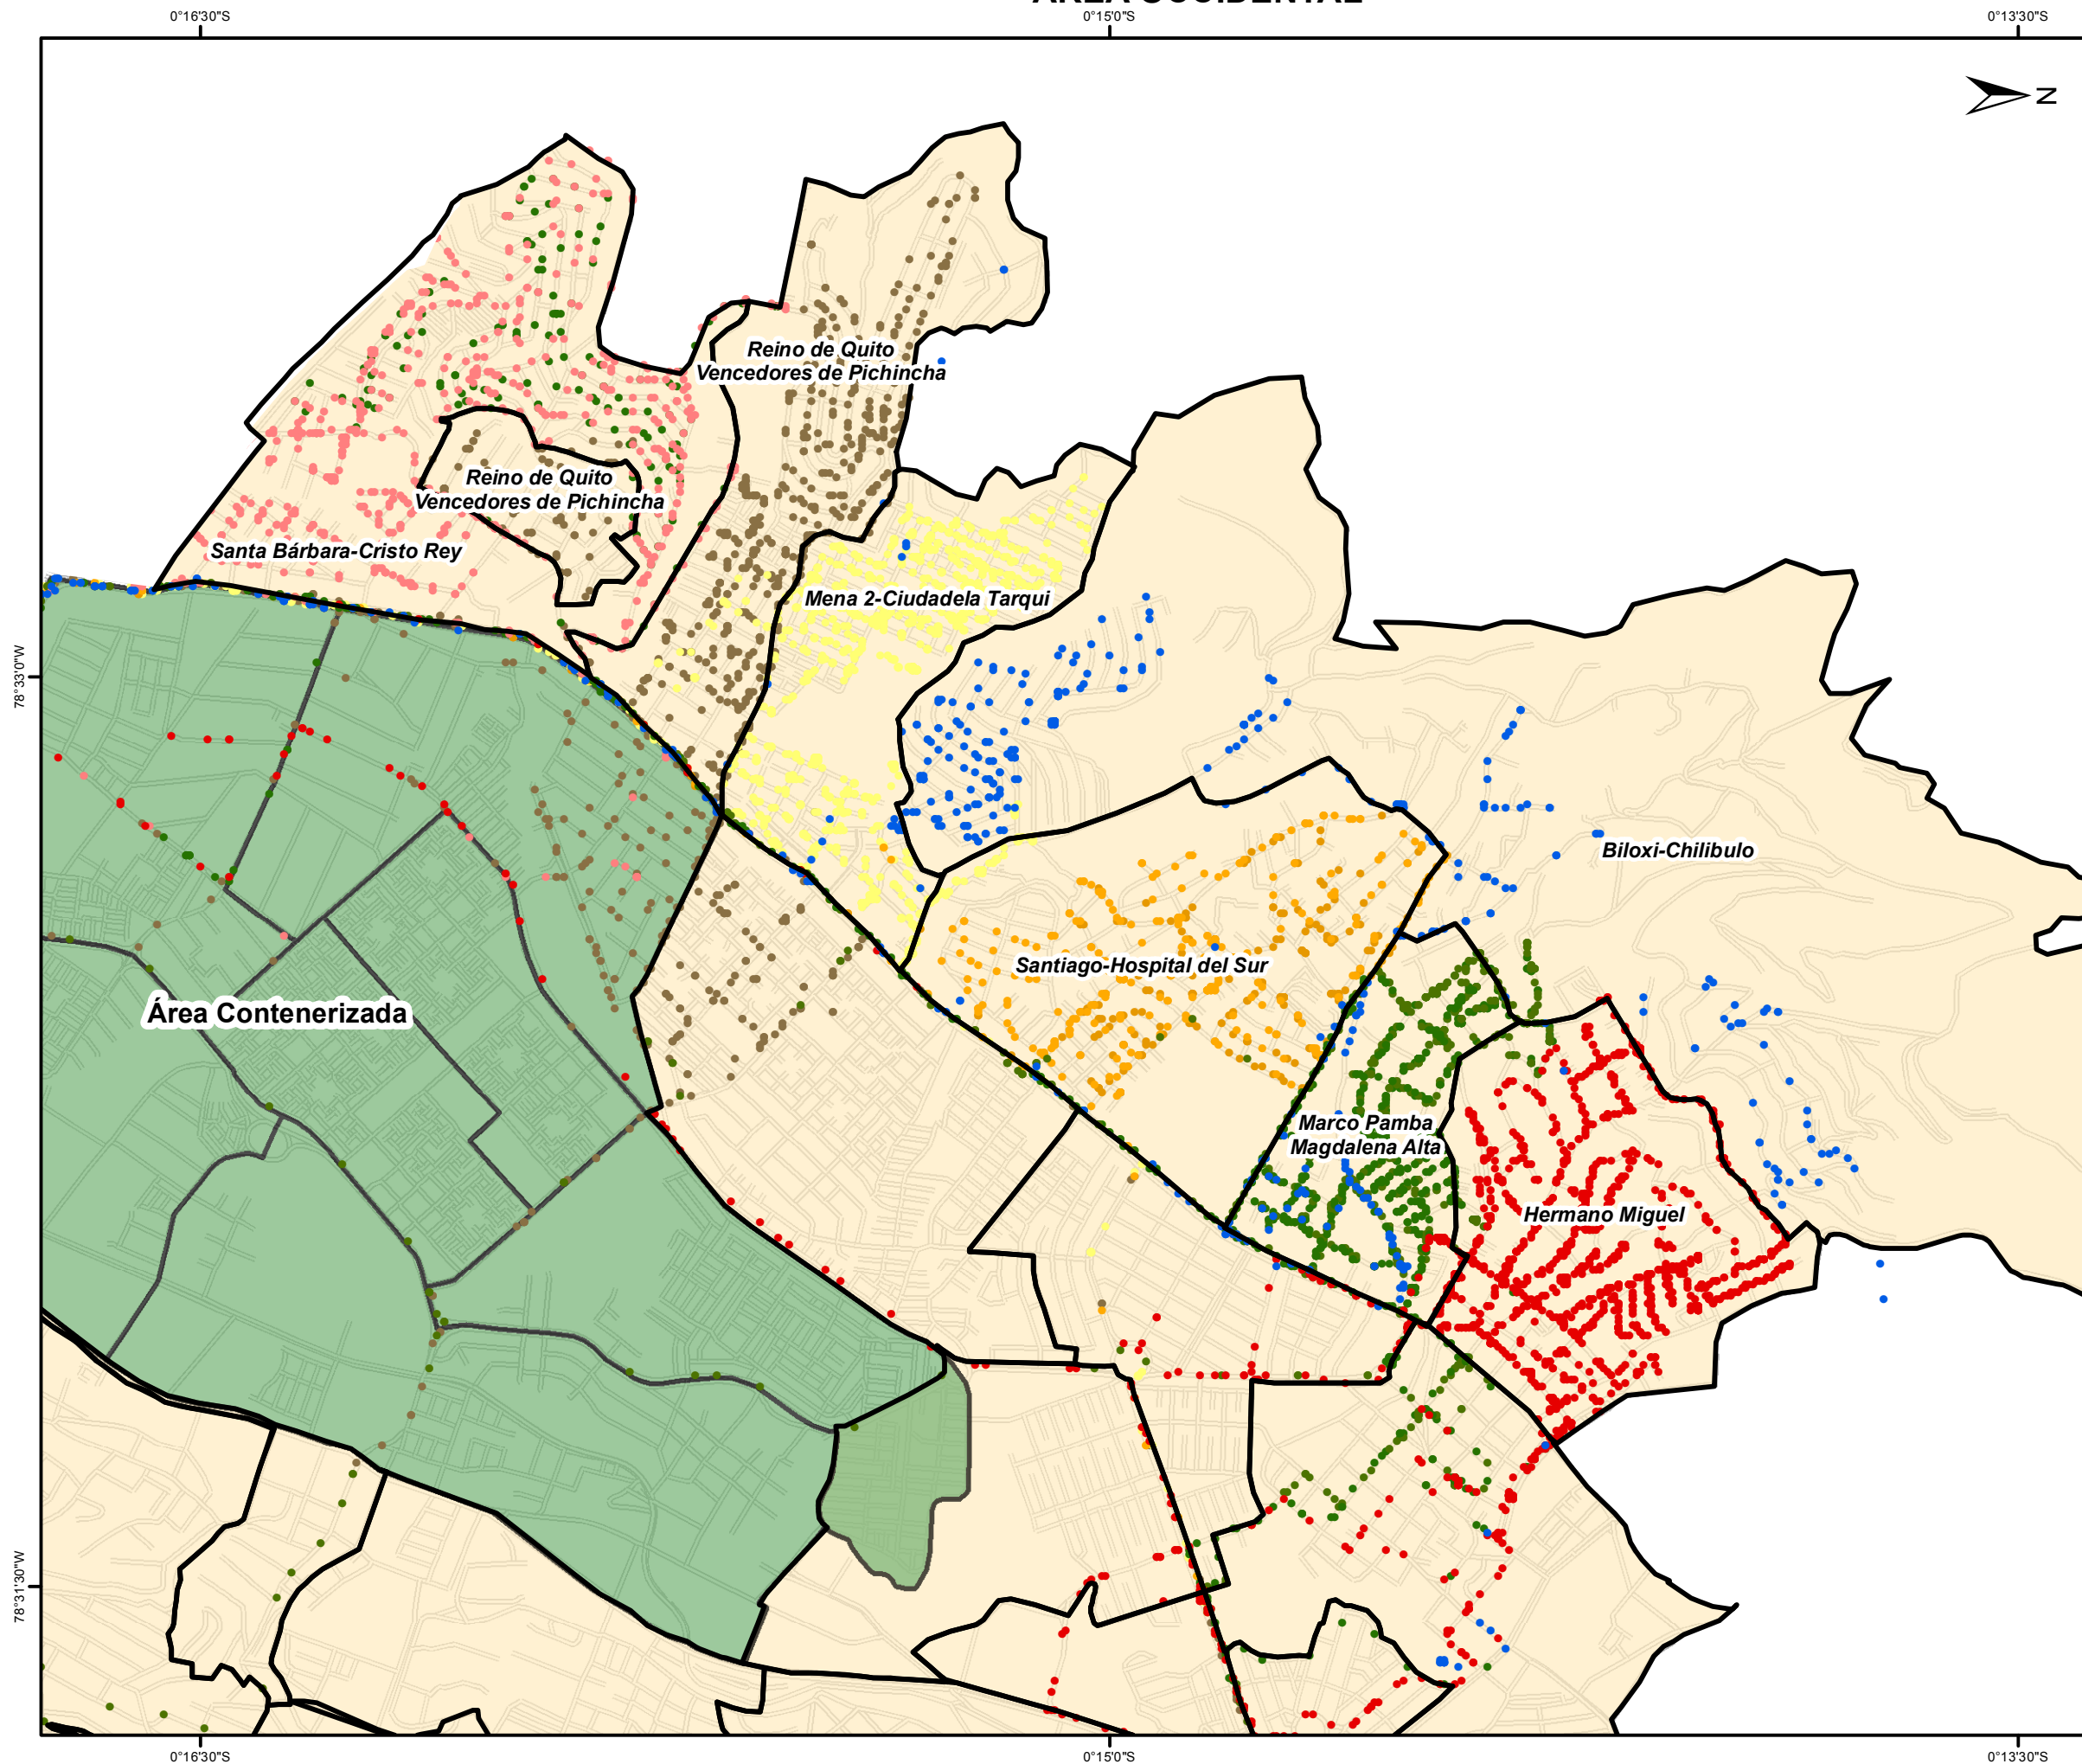 ÁREA OCCIDENTAL
0°16'30"S
0°15'0"S
0°13'30"S
N
Reino de Quito
Vencedores de Pichincha
Reino de Quito
Vencedores de Pichincha
Santa Bárbara-Cristo Rey
Mena 2-Ciudadela Tarqui
78°33'0"W
Biloxi-Chilibulo
Santiago-Hospital del Sur
Área Contenerizada
Marco Pamba
Magdalena Alta
Hermano Miguel
78°31'30"W
0°16'30"S
0°15'0"S
0°13'30"S